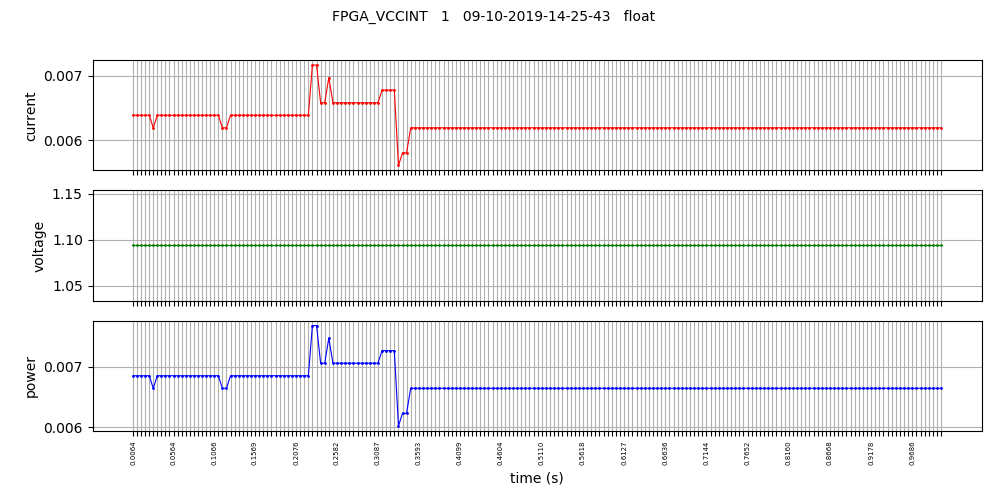 FPGA_VCCINT 1 09-10-2019-14-25-43 float
0.007
0.006
current
1.15
1.10
1.05
voltage
0.007
0.006
power
0.0064 0.0564 0.1066 0.1569 0.2076 0.2582 0.3087 0.3593 0.4099 0.4604 0.5110 0.5618 0.6127 0.6636 0.7144 0.7652 0.8160 0.8668 0.9178 0.9686
time (s)